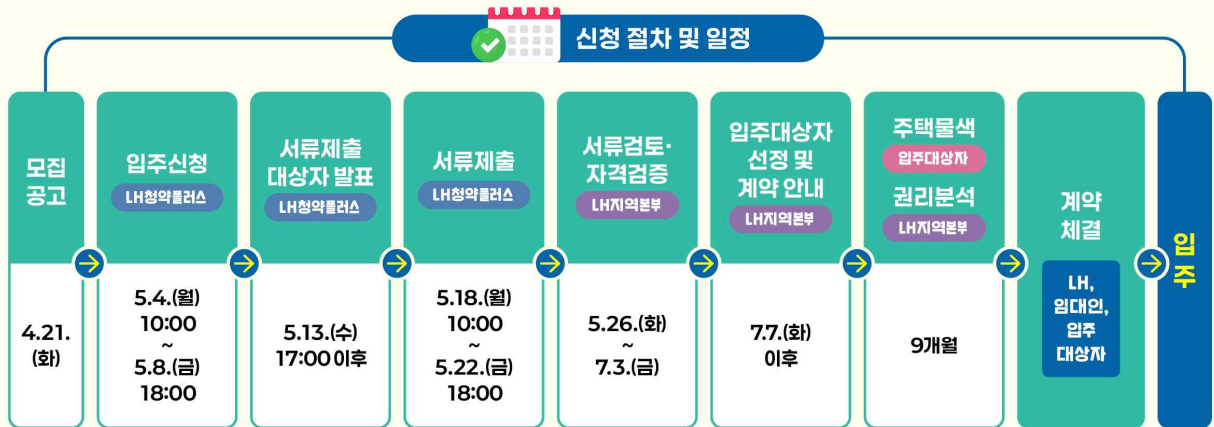 신청 절차 및 일정
모집
공고
4.21.
(화)
입주신청
LH청약플러스
5.4.(월)
10:00
~
5.8.(금)
18:00
서류제출
대상자 발표
LH청약플러스
5.13.(수)
17:00 이후
서류제출
LH청약플러스
5.18.(월)
10:00
~
5.22.(금)
18:00
서류검토·
자격검증
LH지역본부
5.26.(화)
~
7.3.(금)
입주대상자
선정 및
계약 안내
LH지역본부
7.7.(화)
이후
주택물색
입주대상자
권리분석
LH지역본부
9개월
계약
체결
LH,
임대인,
입주
대상자
입
주